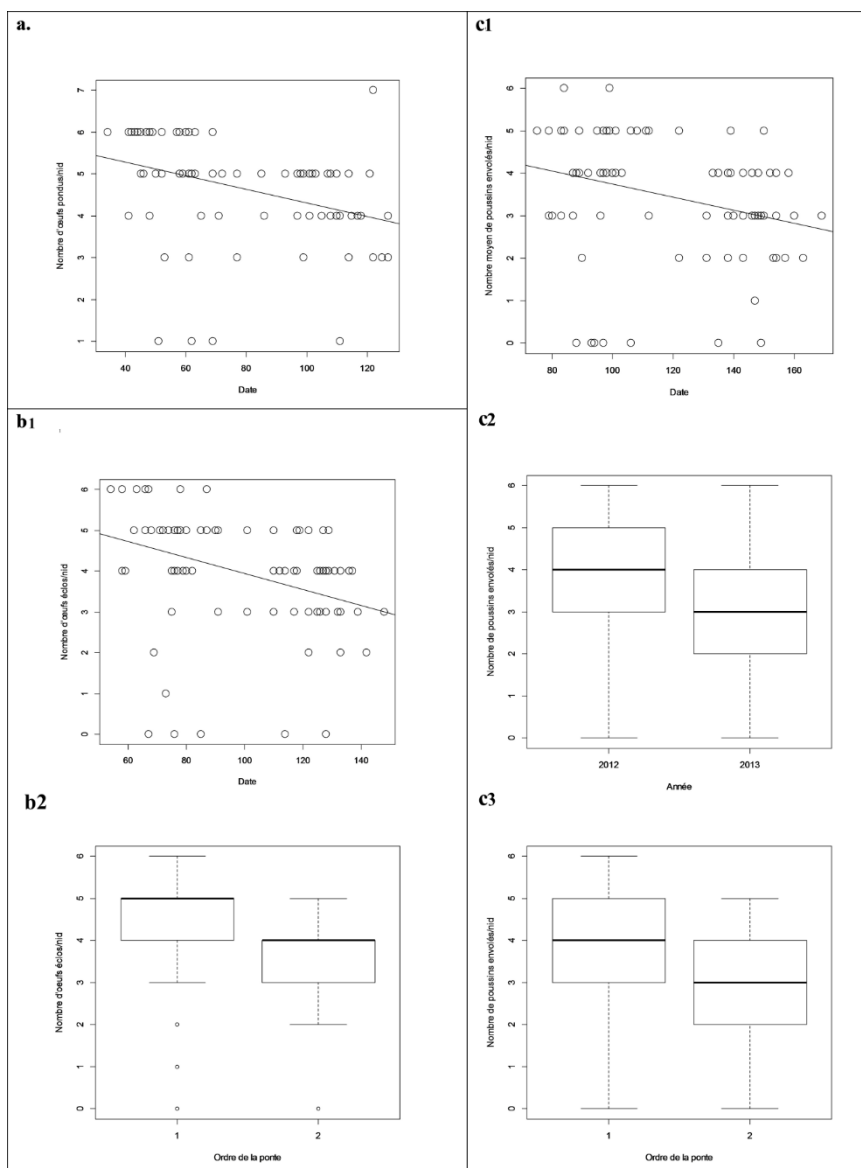 a.
Nombre d'œufs pondus/nid
7
6
5
4
3
2
1
40 60 80 100 120
Date
b1
Nombre d'œufs éclos/nid
6
5
4
3
2
1
0
60 80 100 120 140
Date
b2
Nombre d'oeufs éclos/nid
6
5
4
3
2
1
0
1 2
Ordre de la ponte
c1
Nombre moyen de poussins envolés/nid
6
5
4
3
2
1
0
80 100 120 140 160
Date
c2
Nombre de poussins envolés/nid
6
5
4
3
2
1
0
2012 2013
Année
c3
Nombre de poussins envolés/nid
6
5
4
3
2
1
0
1 2
Ordre de la ponte